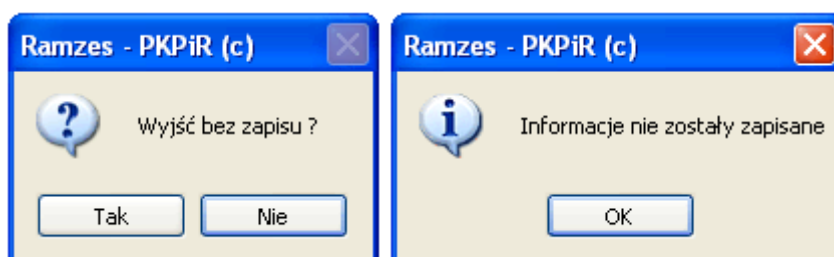 Ramzes - PKPiR (c)
Wyjść bez zapisu ?
Tak
Nie
Ramzes - PKPiR (c)
Informacje nie zostały zapisane
OK